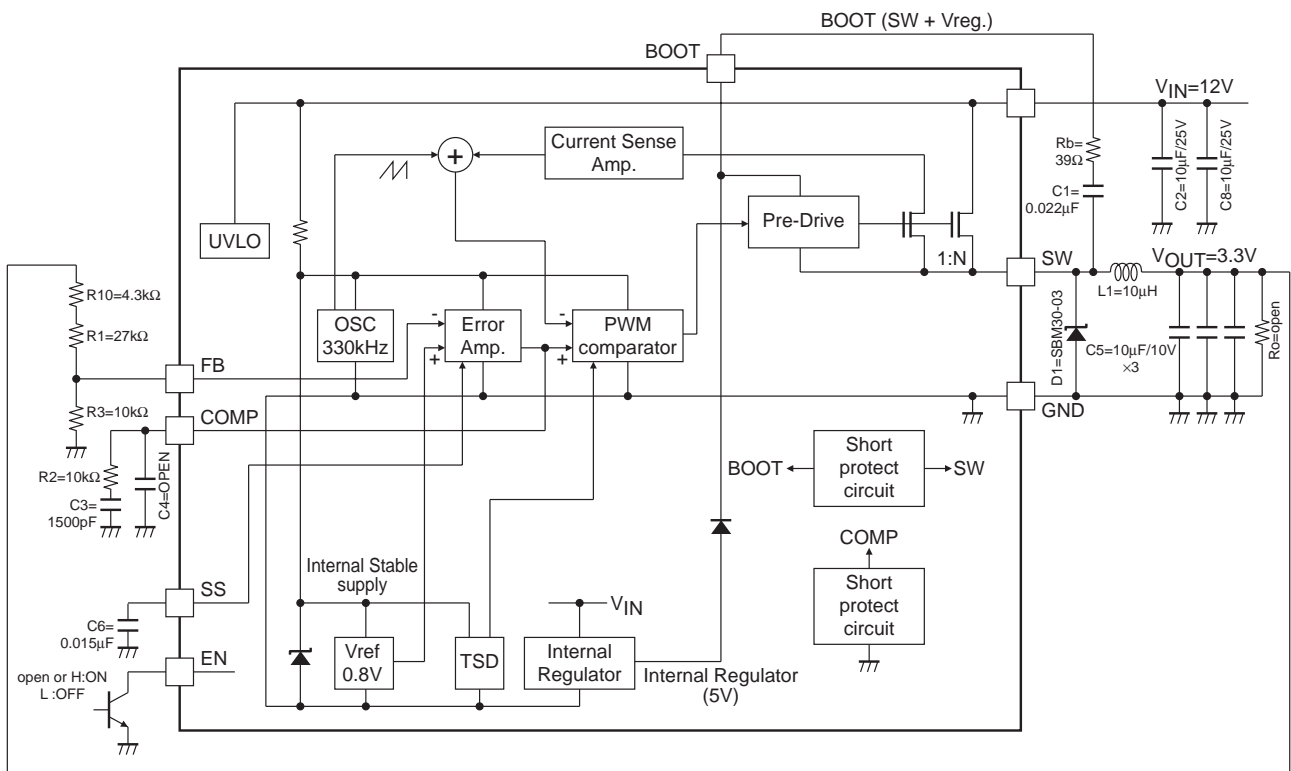 BOOT (SW + Vreg.)
BOOT
VIN=12V
Current Sense
Amp.
+
Rb=
39Ω
C1=
0.022μF
C2=10μF/25V
C8=10μF/25V
UVLO
Pre-Drive
1:N
SW
VOUT=3.3V
L1=10μH
R10=4.3kΩ
R1=27kΩ
OSC
330kHz
-
Error
Amp.
+
-
PWM
comparator
+
D1=SBM30-03
C5=10μF/10V
×3
Ro=open
FB
R3=10kΩ
COMP
GND
R2=10kΩ
C3=
1500pF
C4=OPEN
BOOT
Short
protect
circuit
SW
COMP
Short
protect
circuit
Internal Stable
supply
SS
C6=
0.015μF
VIN
Vref
0.8V
TSD
Internal
Regulator
Internal Regulator
(5V)
EN
open or H:ON
L :OFF